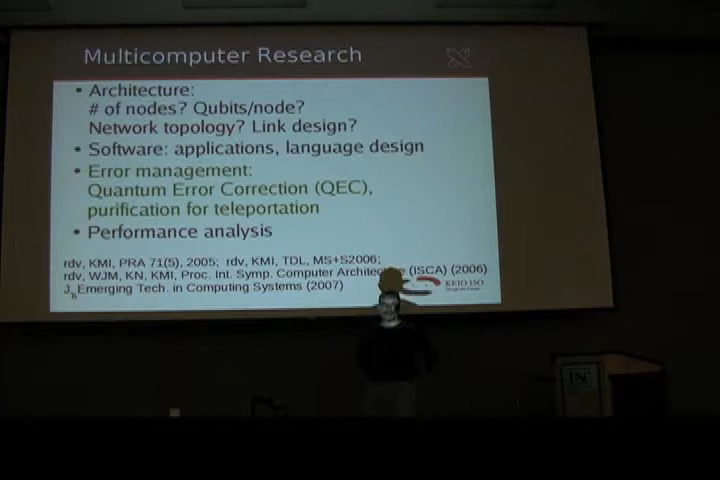 Multicomputer Research
• Architecture:
# of nodes? Qubits/node?
Network topology? Link design?
• Software: applications, language design
• Error management:
Quantum Error Correction (QEC),
purification for teleportation
• Performance analysis
rdv, KMI, PRA 71(5), 2005; rdv, KMI, TDL, MS+S2006;
rdv, WJM, KN, KMI, Proc. Int. Symp. Computer Architec (ISCA) (2006)
J. Emerging Tech. in Computing Systems (2007)
6